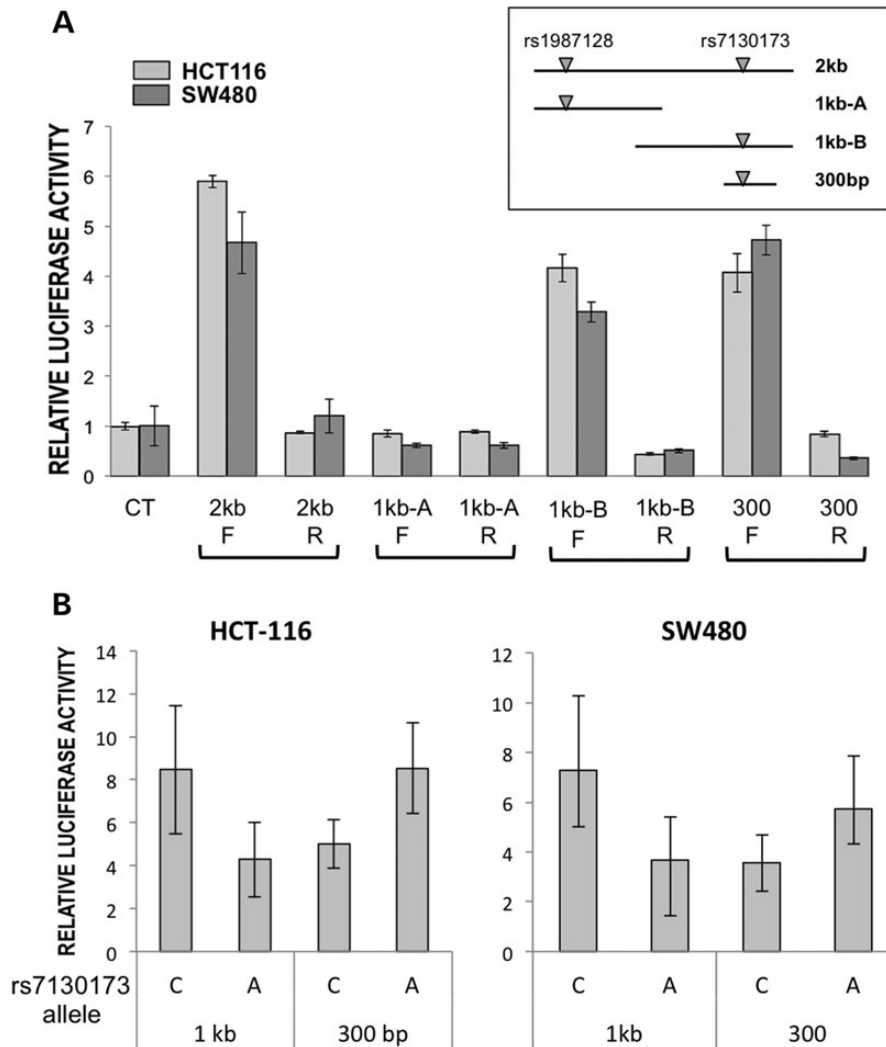 A
HCT116
SW480
rs1987128 rs7130173
2kb
1kb-A
1kb-B
300bp
RELATIVE LUCIFERASE ACTIVITY
7
6
5
4
3
2
1
0
CT 2kb 2kb 1kb-A 1kb-A 1kb-B 1kb-B 300 300
F R F R F R F R
B
HCT-116
RELATIVE LUCIFERASE ACTIVITY
14
12
10
8
6
4
2
0
SW480
12
10
8
6
4
2
0
rs7130173 C A C A C A C A
allele
1 kb 300 bp 1kb 300